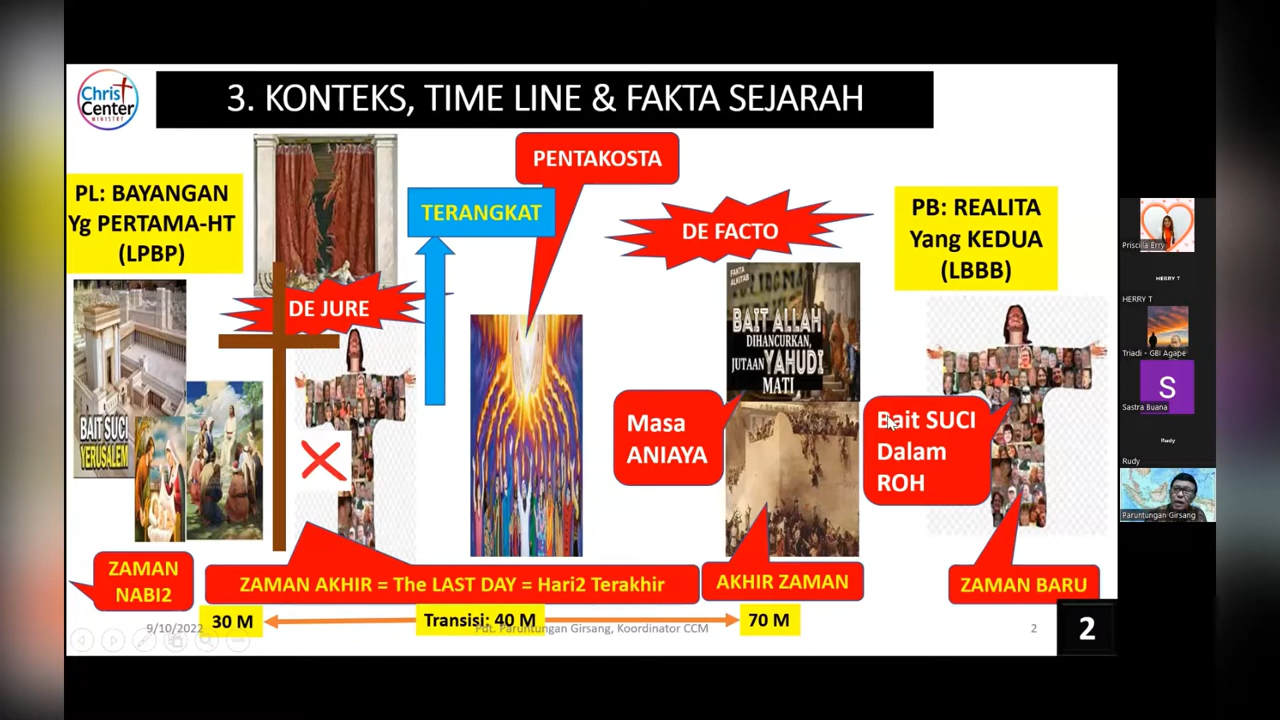 Chris
Center
MINISTRY
3. KONTEKS, TIME LINE & FAKTA SEJARAH
PL: BAYANGAN
Yg PERTAMA-HT
(LPBP)
TERANGKAT
PENTAKOSTA
DE FACTO
PB: REALITA
Yang KEDUA
(LBBB)
DE JURE
BAIT SUCI
YERUSALEM
FAKTA
ALKITAB
BAIT ALLAH
DIHANCURKAN,
JUTAAN YAHUDI
MATI
Masa
ANIAYA
Bait SUCI
Dalam
ROH
ZAMAN
NABI2
ZAMAN AKHIR = The LAST DAY = Hari2 Terakhir
AKHIR ZAMAN
ZAMAN BARU
30 M
Transisi: 40 M
70 M
9/10/2022
Pdt. Paruntungan Girsang, Koordinator CCM
2
2
Priscilla Erry
HERRY T
HERRY T
Triadi - GBI Agape
S
Sastra Buana
Rudy
Rudy
Paruntungan Girsang